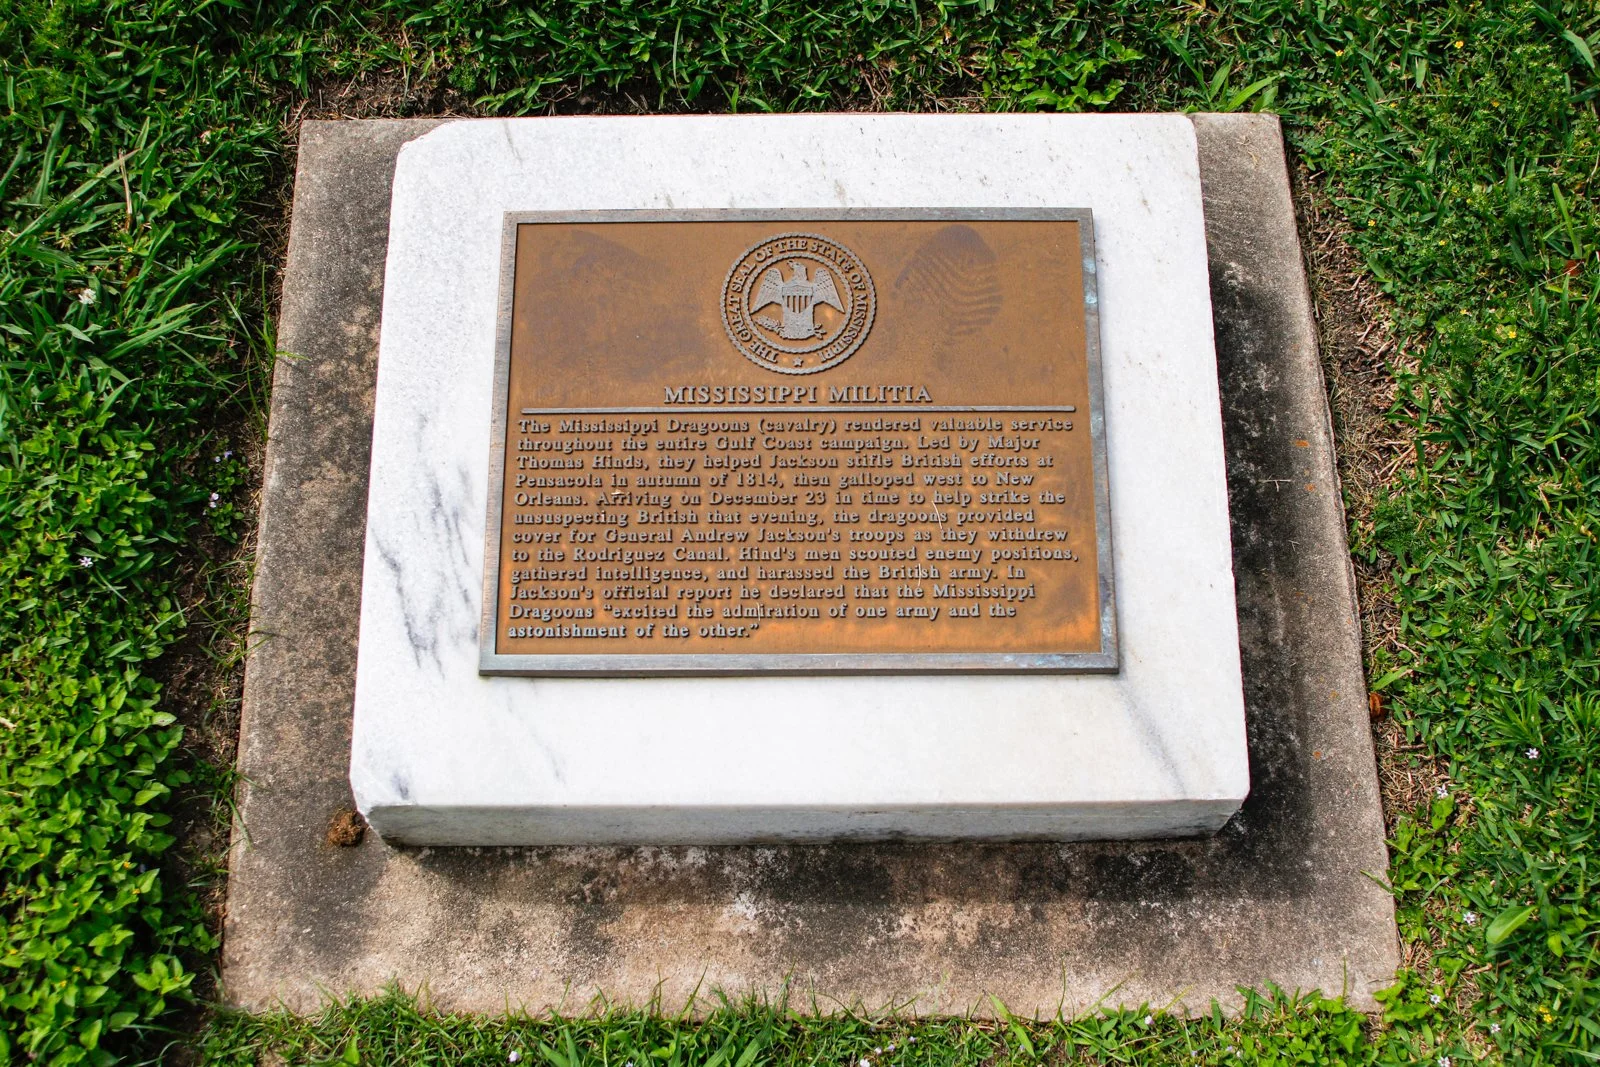 THE GREAT SEAL OF THE STATE OF MISSISSIPPI
MISSISSIPPI MILITIA
The Mississippi Dragoons (cavalry) rendered valuable service
throughout the entire Gulf Coast campaign. Led by Major
Thomas Hinds, they helped Jackson stifle British efforts at
Pensacola in autumn of 1814, then galloped west to New
Orleans. Arriving on December 23 in time to help strike the
unsuspecting British that evening, the dragoons provided
cover for General Andrew Jackson's troops as they withdrew
to the Rodriguez Canal. Hind's men scouted enemy positions,
gathered intelligence, and harassed the British army. In
Jackson's official report he declared that the Mississippi
Dragoons “excited the admiration of one army and the
astonishment of the other.”